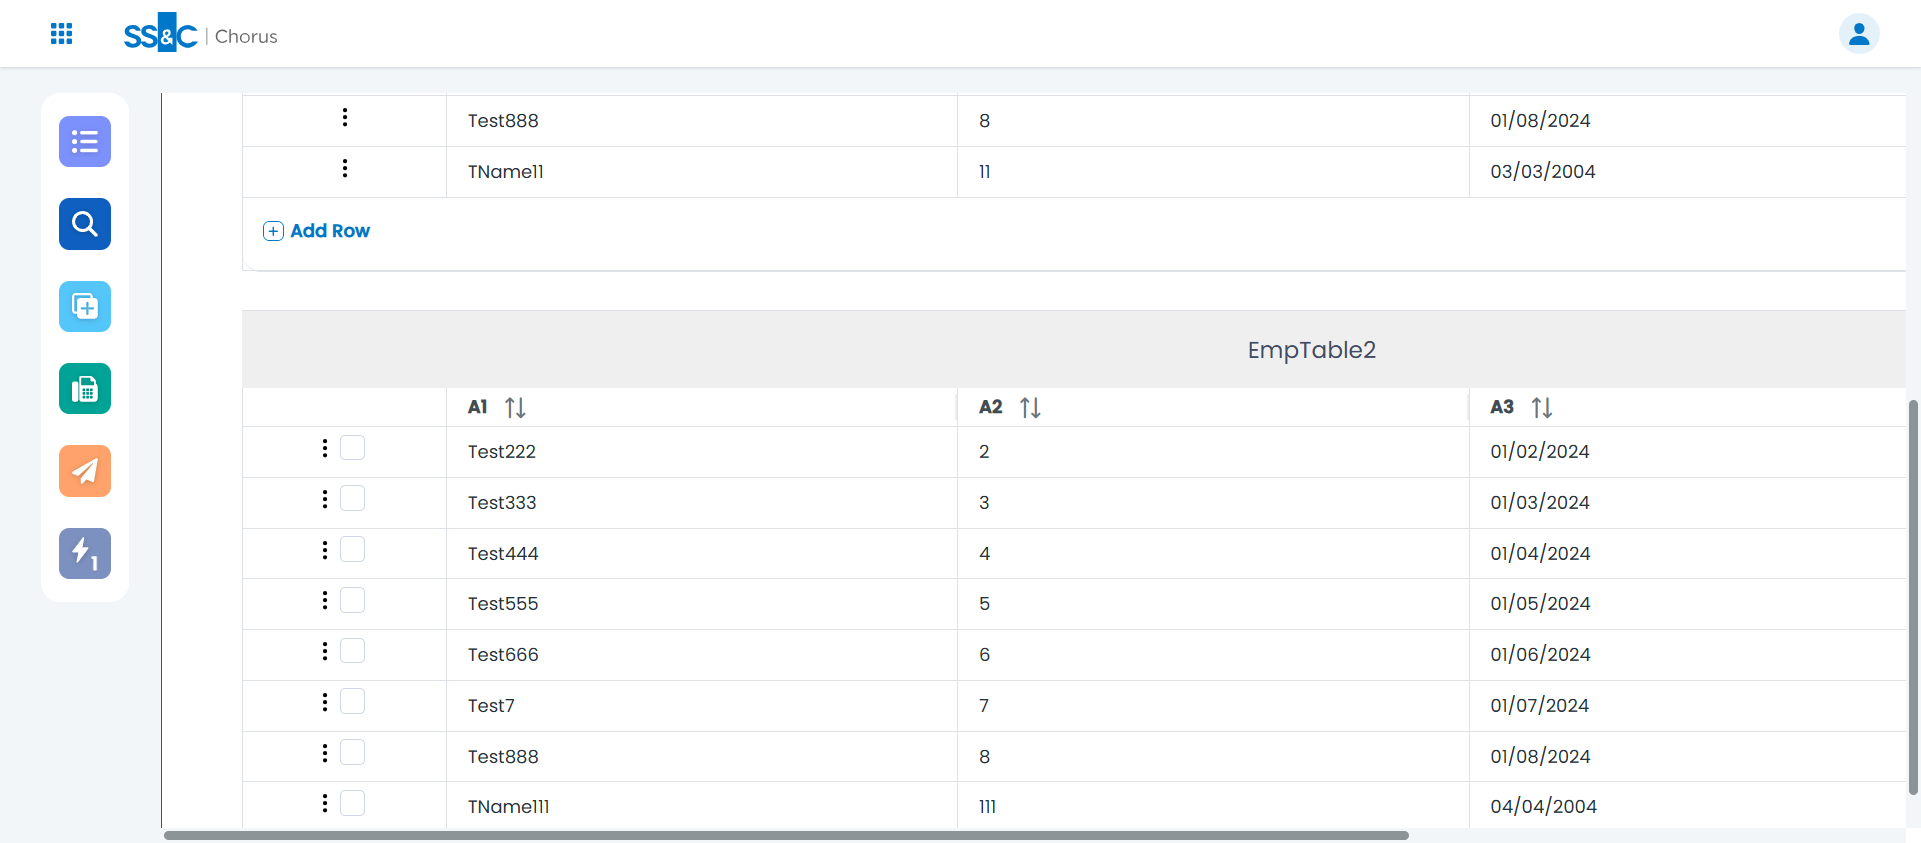 SS&C | Chorus
Test888 8 01/08/2024
TName11 11 03/03/2004
Add Row
EmpTable2
A1 A2 A3
Test222 2 01/02/2024
Test333 3 01/03/2024
Test444 4 01/04/2024
Test555 5 01/05/2024
Test666 6 01/06/2024
Test7 7 01/07/2024
Test888 8 01/08/2024
1
TName111 111 04/04/2004